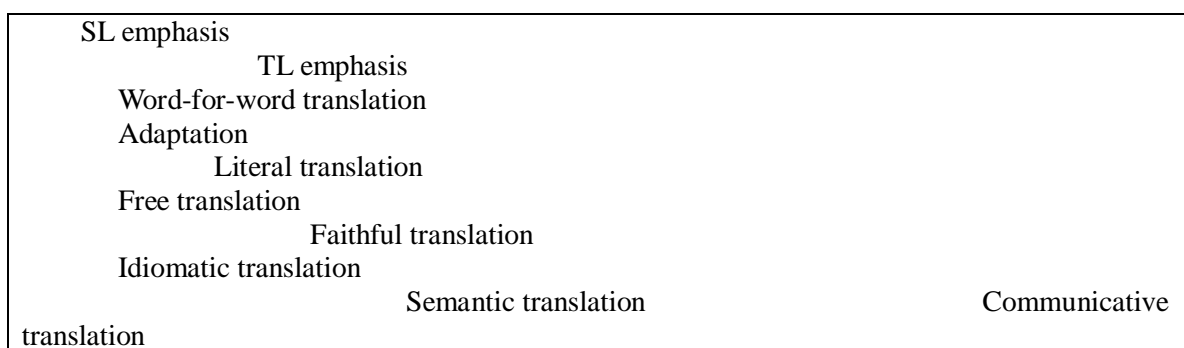 SL emphasis
TL emphasis
Word-for-word translation
Adaptation
Literal translation
Free translation
Faithful translation
Idiomatic translation
Semantic translation Communicative
translation